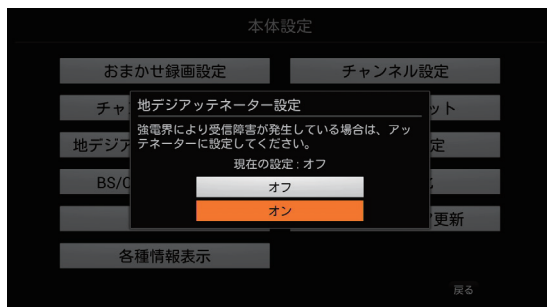 本体設定
おまかせ録画設定
チャンネル設定
チャ
ット
地デジアッテネーター設定
強電界により受信障害が発生している場合は、アッ
テネーターに設定してください。
現在の設定 : オフ
オフ
オン
地デジア
定
BS/C
更新
各種情報表示
戻る